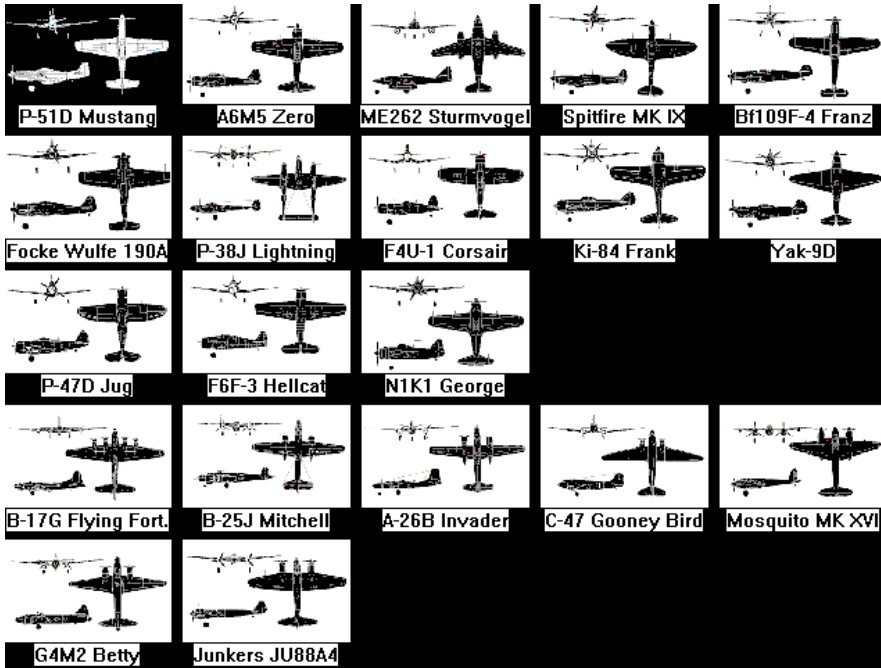 P-51D Mustang
A6M5 Zero
ME262 Sturmvogel
Spitfire MK IX
Bf109F-4 Franz
Focke Wulfe 190A
P-38J Lightning
F4U-1 Corsair
Ki-84 Frank
Yak-9D
P-47D Jug
F6F-3 Hellcat
N1K1 George
B-17G Flying Fort.
B-25J Mitchell
A-26B Invader
C-47 Gooney Bird
Mosquito MK XVI
G4M2 Betty
Junkers JU88A4